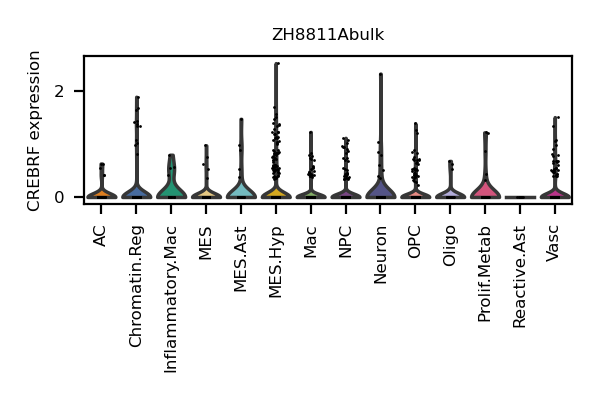 ZH8811Abulk
CREBRF expression
2
0
AC
Chromatin.Reg
Inflammatory.Mac
MES
MES.Ast
MES.Hyp
Mac
NPC
Neuron
OPC
Oligo
Prolif.Metab
Reactive.Ast
Vasc